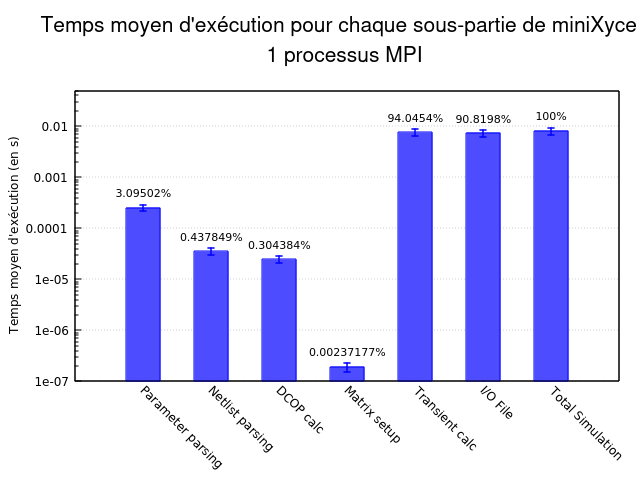 Temps moyen d'exécution pour chaque sous-partie de miniXyce
1 processus MPI
Temps moyen d'exécution (en s)
0.01
0.001
0.0001
1e-05
1e-06
1e-07
3.09502%
0.437849%
0.304384%
0.00237177%
94.0454%
90.8198%
100%
Parameter parsing
Netlist parsing
DCOP calc
Matrix setup
Transient calc
I/O File
Total Simulation